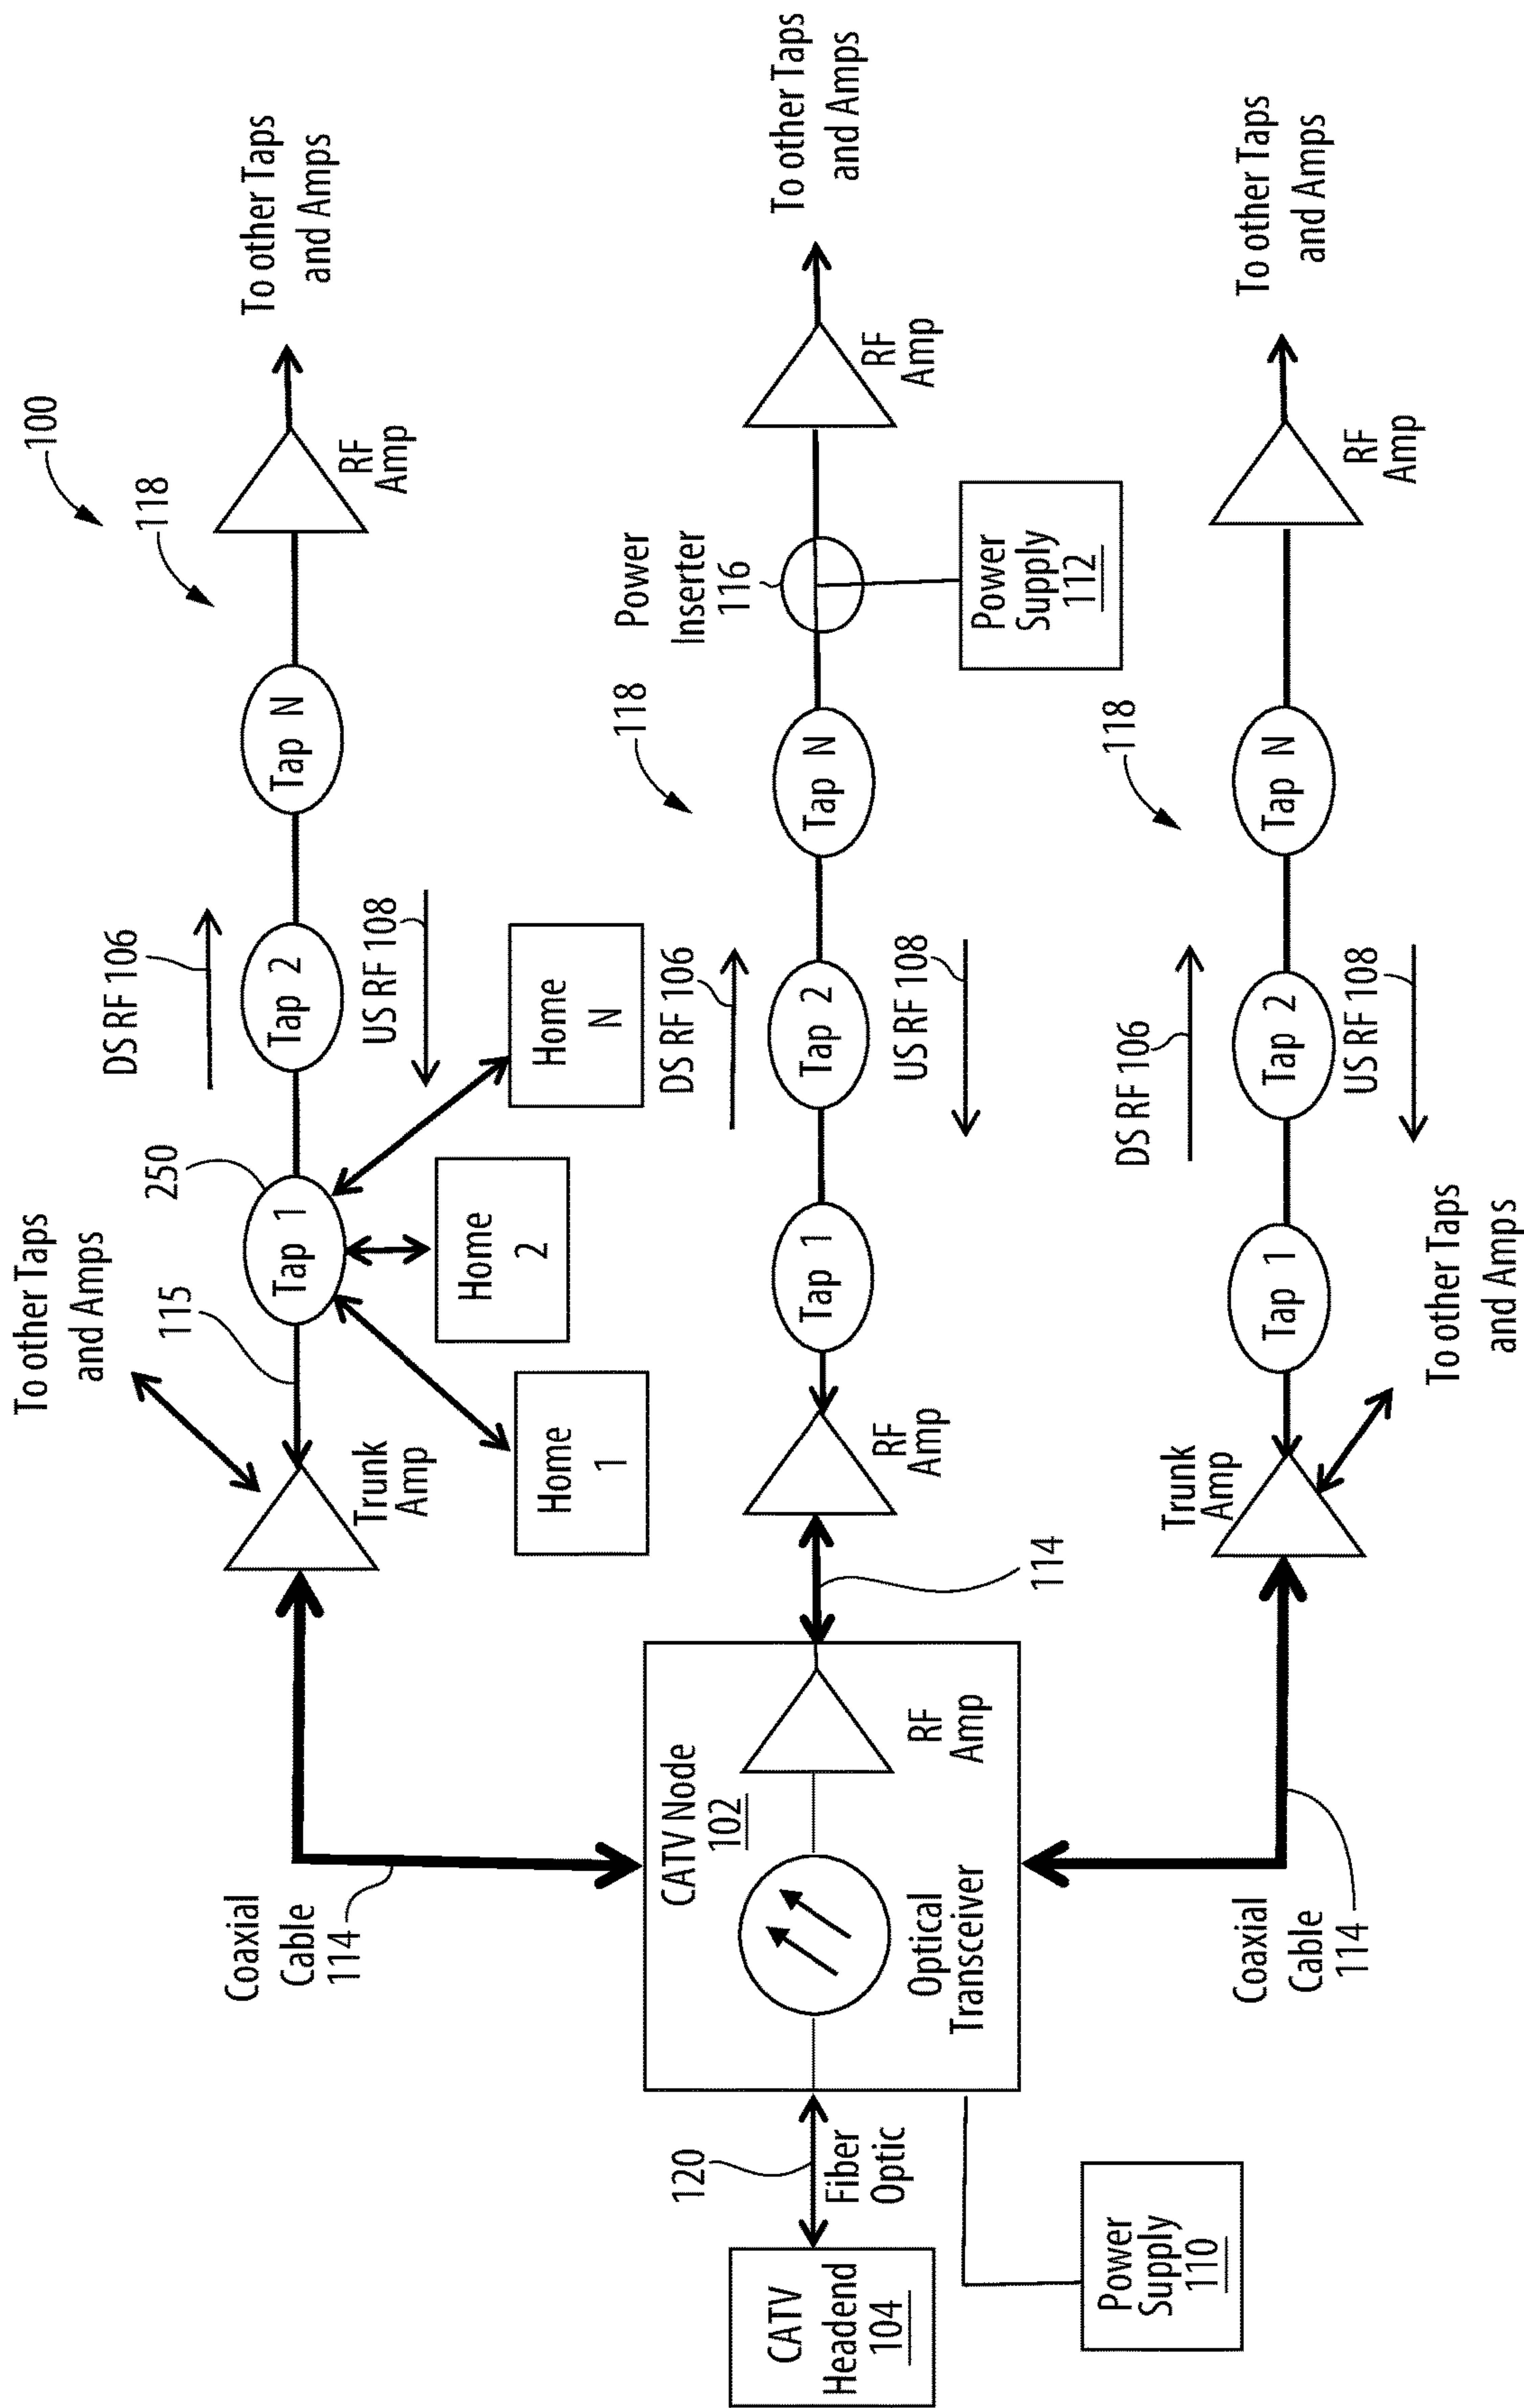 100
To other Taps
and Amps
115
250
DS RF 106
118
To other Taps
and Amps
Coaxial
Cable
114
Trunk
Amp
Tap 1
Tap 2
Tap N
RF
Amp
US RF 108
Home
1
Home
2
Home
N
CATV
Headend
104
120
Fiber
Optic
CATV Node
102
Optical
Transceiver
RF
Amp
114
RF
Amp
Tap 1
DS RF 106
Tap 2
US RF 108
118
Tap N
Power
Inserter
116
Power
Supply
112
RF
Amp
To other Taps
and Amps
Power
Supply
110
Coaxial
Cable
114
Trunk
Amp
To other Taps
and Amps
Tap 1
DS RF 106
Tap 2
US RF 108
118
Tap N
RF
Amp
To other Taps
and Amps